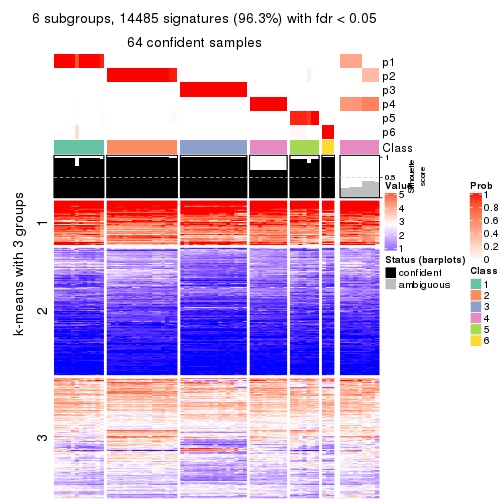 6 subgroups, 14485 signatures (96.3%) with fdr < 0.05
64 confident samples
p1
p2
p3
p4
p5
p6
Class
1
0.5
Silhouette
score
k-means with 3 groups
1
2
3
Value
5
4
3
2
1
Status (barplots)
confident
ambiguous
Prob
1
0.8
0.6
0.4
0.2
0
Class
1
2
3
4
5
6